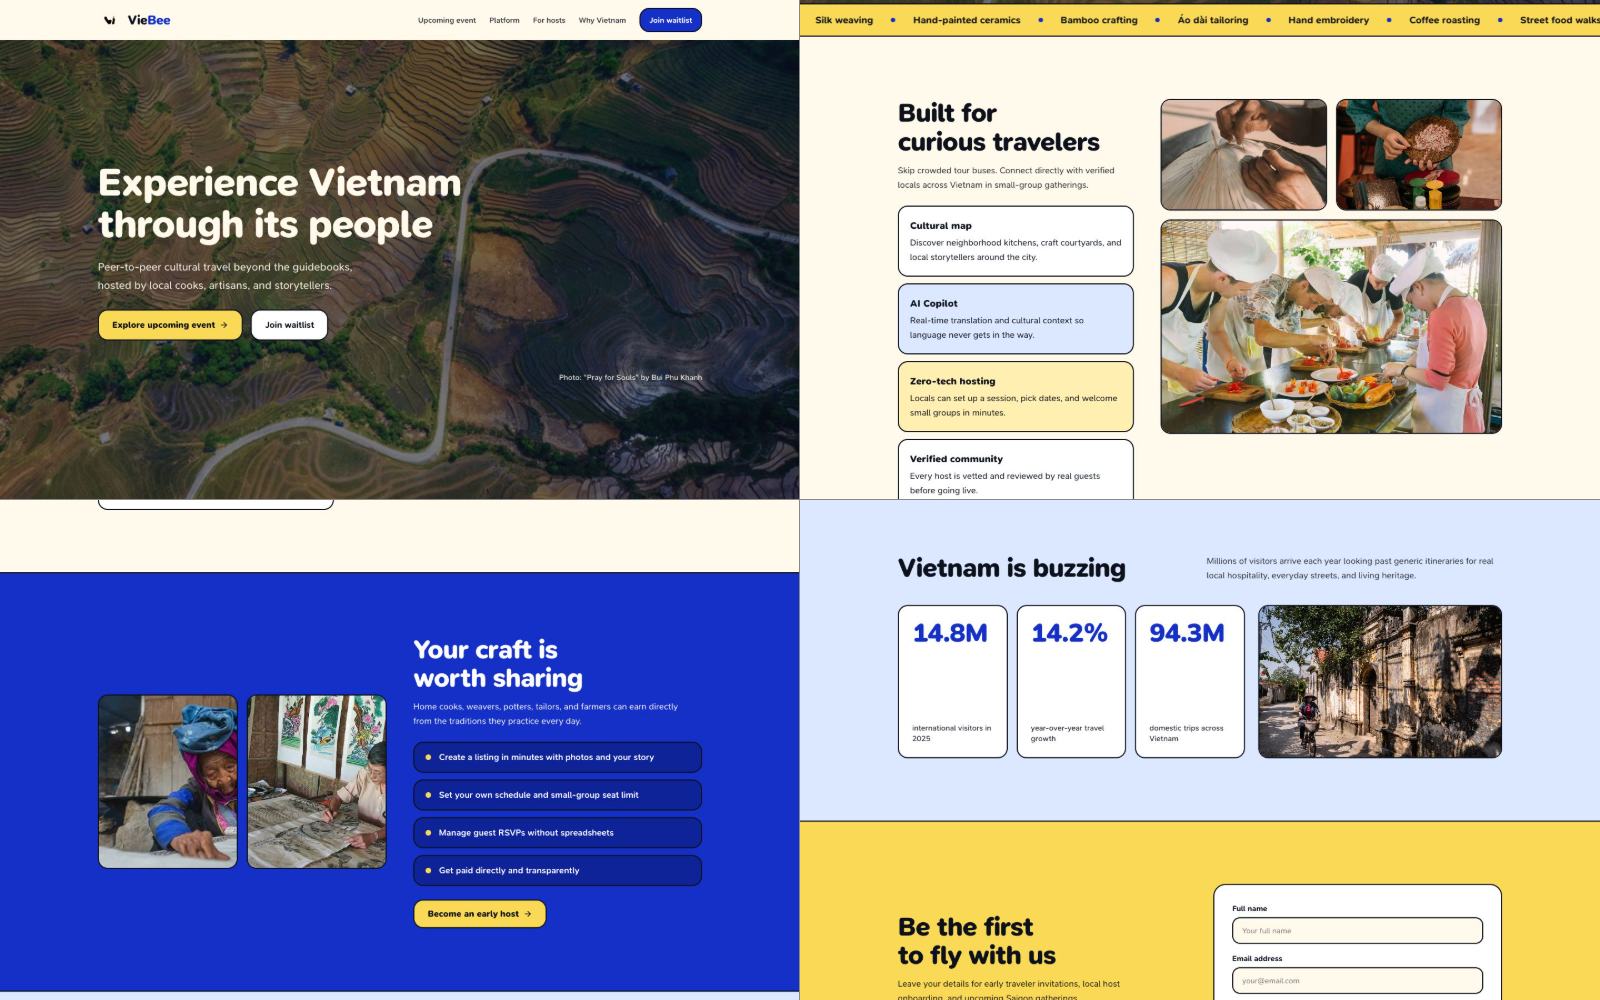 VieBee
Upcoming event
Platform
For hosts
Why Vietnam
Join waitlist
Experience Vietnam
through its people
Peer-to-peer cultural travel beyond the guidebooks,
hosted by local cooks, artisans, and storytellers.
Explore upcoming event →
Join waitlist
Photo: "Pray for Souls" by Bui Phu Khanh
Silk weaving • Hand-painted ceramics • Bamboo crafting • Áo dài tailoring • Hand embroidery • Coffee roasting • Street food walks
Built for
curious travelers
Skip crowded tour buses. Connect directly with verified
locals across Vietnam in small-group gatherings.
Cultural map
Discover neighborhood kitchens, craft courtyards, and
local storytellers around the city.
AI Copilot
Real-time translation and cultural context so
language never gets in the way.
Zero-tech hosting
Locals can set up a session, pick dates, and welcome
small groups in minutes.
Verified community
Every host is vetted and reviewed by real guests
before going live.
Your craft is
worth sharing
Home cooks, weavers, potters, tailors, and farmers can earn directly
from the traditions they practice every day.
Create a listing in minutes with photos and your story
Set your own schedule and small-group seat limit
Manage guest RSVPs without spreadsheets
Get paid directly and transparently
Become an early host →
Vietnam is buzzing
Millions of visitors arrive each year looking past generic itineraries for real
local hospitality, everyday streets, and living heritage.
14.8M
international visitors in
2025
14.2%
year-over-year travel
growth
94.3M
domestic trips across
Vietnam
Be the first
to fly with us
Leave your details for early traveler invitations, local host
onboarding, and upcoming Saigon gatherings.
Full name
Your full name
Email address
your@email.com